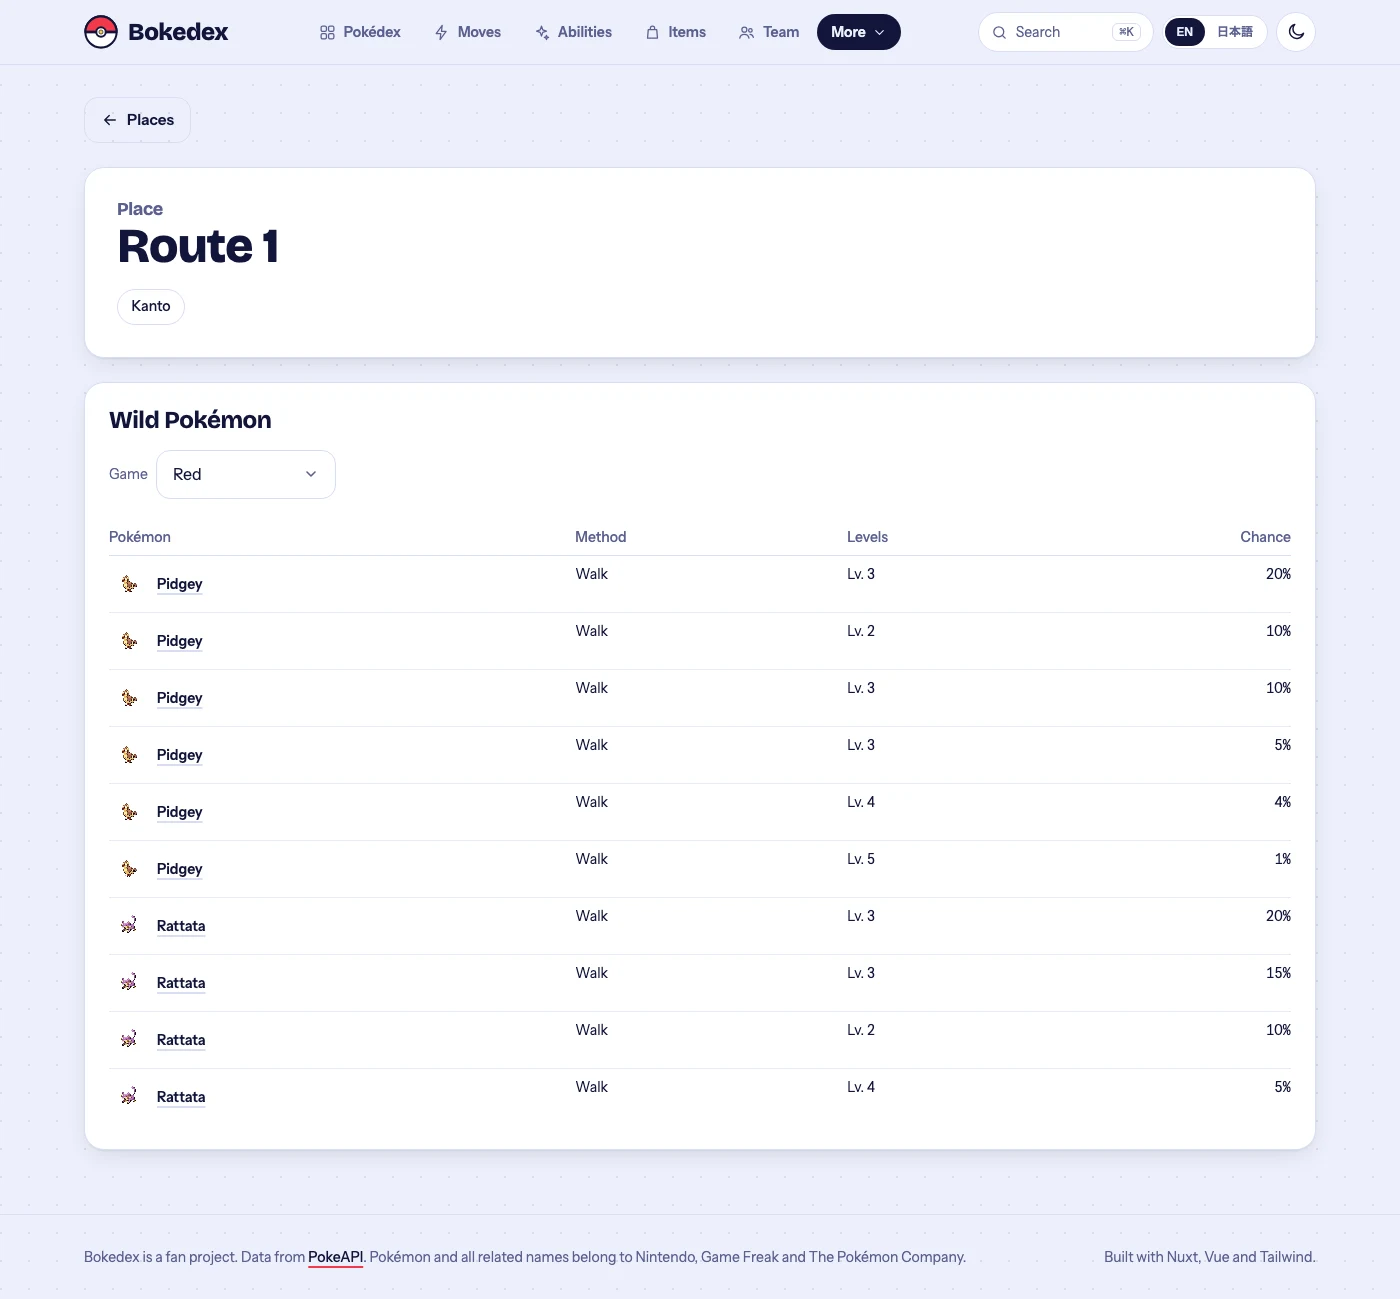 Bokedex
Pokédex
Moves
Abilities
Items
Team
More
Search
⌘K
EN
日本語
Places
Place
Route 1
Kanto
Wild Pokémon
Game
Red
Pokémon Method Levels Chance
Pidgey Walk Lv. 3 20%
Pidgey Walk Lv. 2 10%
Pidgey Walk Lv. 3 10%
Pidgey Walk Lv. 3 5%
Pidgey Walk Lv. 4 4%
Pidgey Walk Lv. 5 1%
Rattata Walk Lv. 3 20%
Rattata Walk Lv. 3 15%
Rattata Walk Lv. 2 10%
Rattata Walk Lv. 4 5%
Bokedex is a fan project. Data from PokeAPI. Pokémon and all related names belong to Nintendo, Game Freak and The Pokémon Company.
Built with Nuxt, Vue and Tailwind.